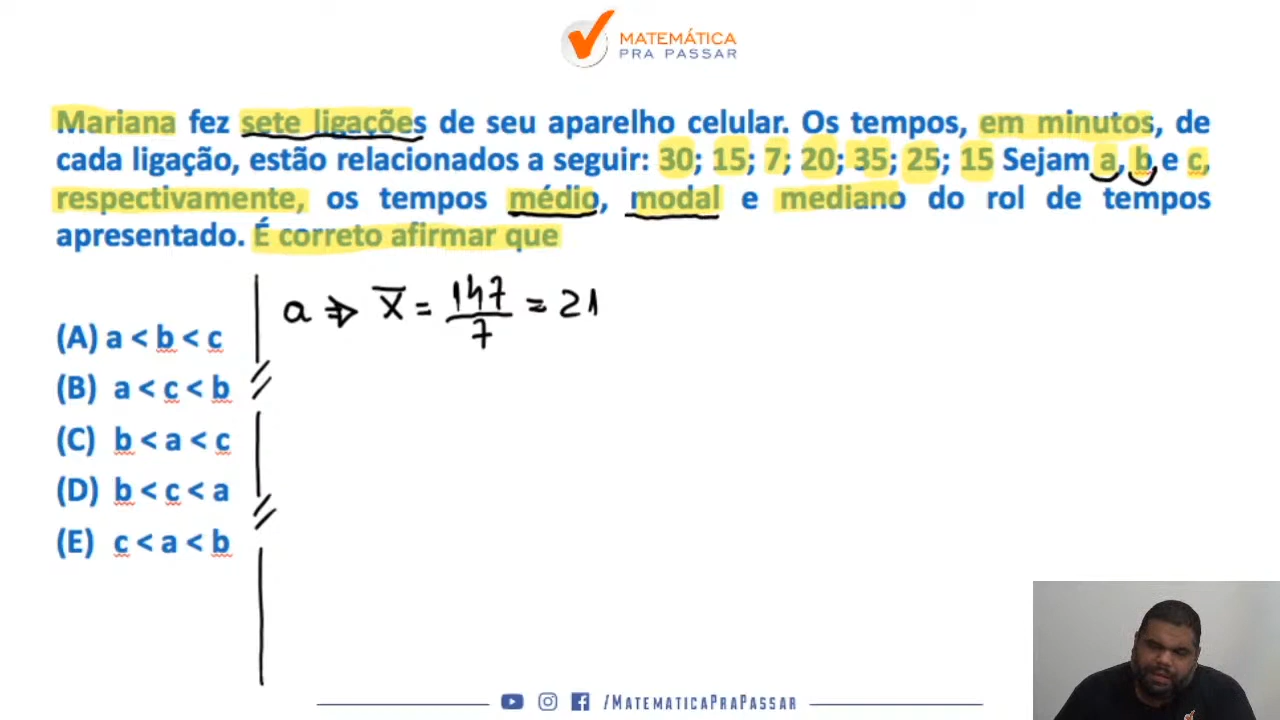 MATEMÁTICA
PRA PASSAR
Mariana fez sete ligações de seu aparelho celular. Os tempos, em minutos, de
cada ligação, estão relacionados a seguir: 30; 15; 7; 20; 35; 25; 15 Sejam a, b e c,
respectivamente, os tempos médio, modal e mediano do rol de tempos
apresentado. É correto afirmar que
a ⇒ x̄ = 147/7 = 21
(A) a < b < c
(B) a < c < b
(C) b < a < c
(D) b < c < a
(E) c < a < b
/MATEMATICAPRAPASSAR